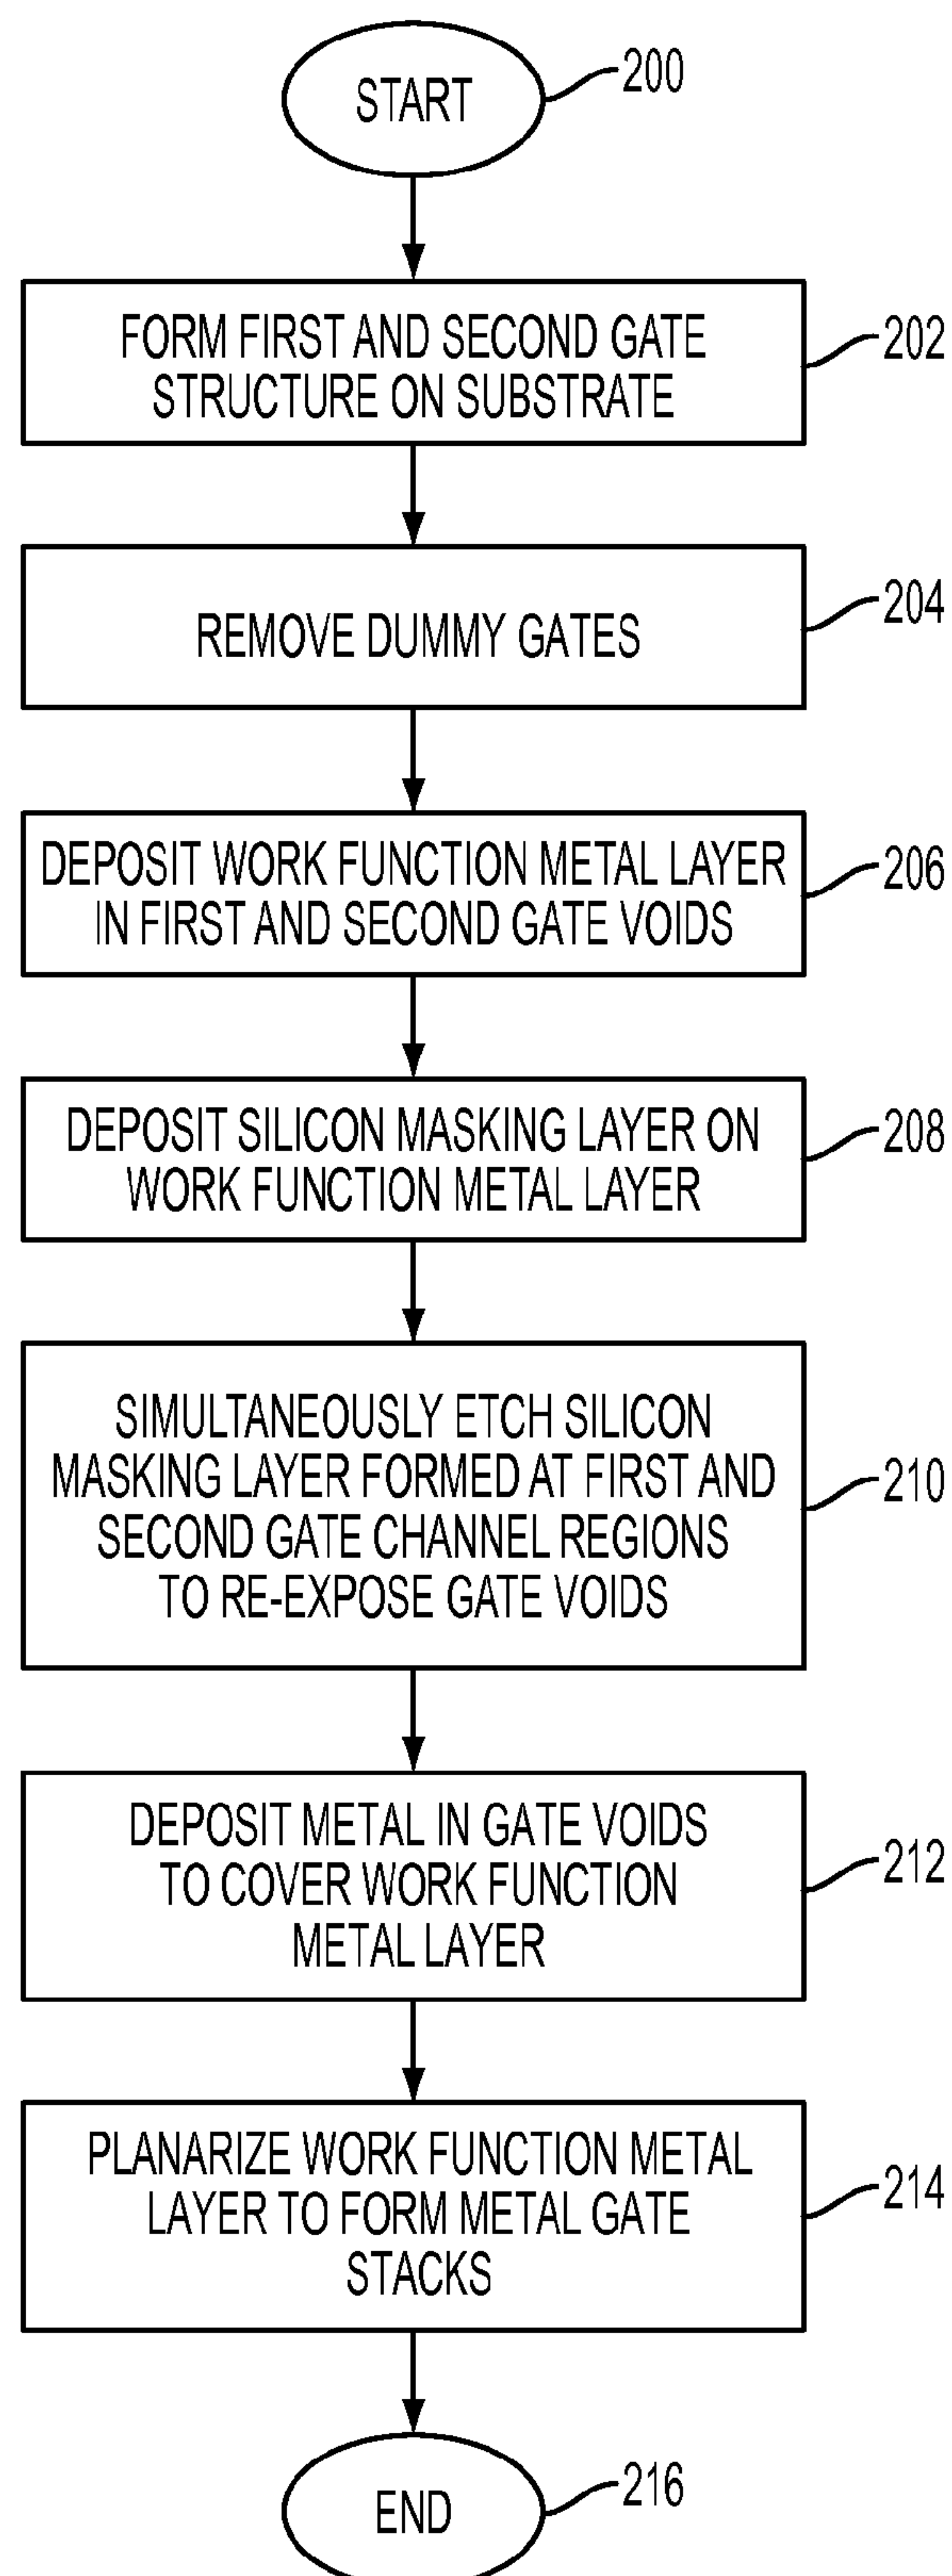 START
200
FORM FIRST AND SECOND GATE
STRUCTURE ON SUBSTRATE
202
REMOVE DUMMY GATES
204
DEPOSIT WORK FUNCTION METAL LAYER
IN FIRST AND SECOND GATE VOIDS
206
DEPOSIT SILICON MASKING LAYER ON
WORK FUNCTION METAL LAYER
208
SIMULTANEOUSLY ETCH SILICON
MASKING LAYER FORMED AT FIRST AND
SECOND GATE CHANNEL REGIONS
TO RE-EXPOSE GATE VOIDS
210
DEPOSIT METAL IN GATE VOIDS
TO COVER WORK FUNCTION
METAL LAYER
212
PLANARIZE WORK FUNCTION METAL
LAYER TO FORM METAL GATE
STACKS
214
END
216